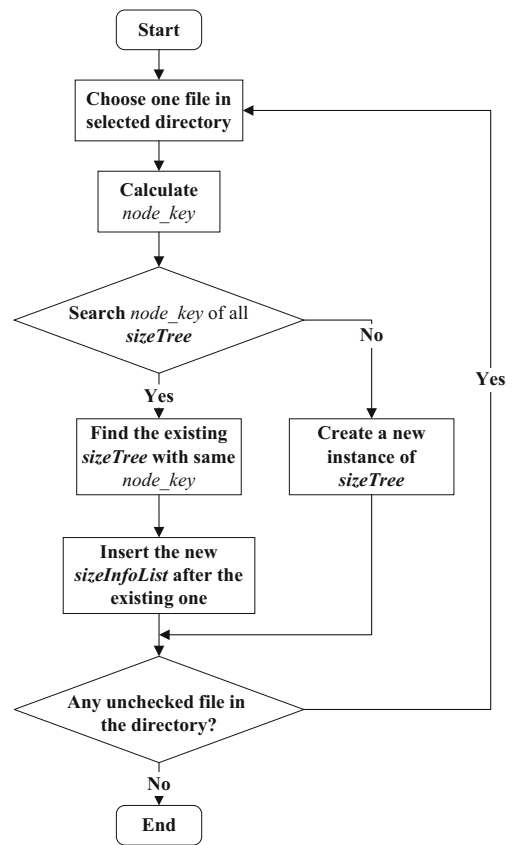 Start
Choose one file in
selected directory
Calculate
node_key
Search node_key of all
sizeTree
No
Yes
Yes
Find the existing
sizeTree with same
node_key
Create a new
instance of
sizeTree
Insert the new
sizeInfoList after the
existing one
Any unchecked file in
the directory?
No
End